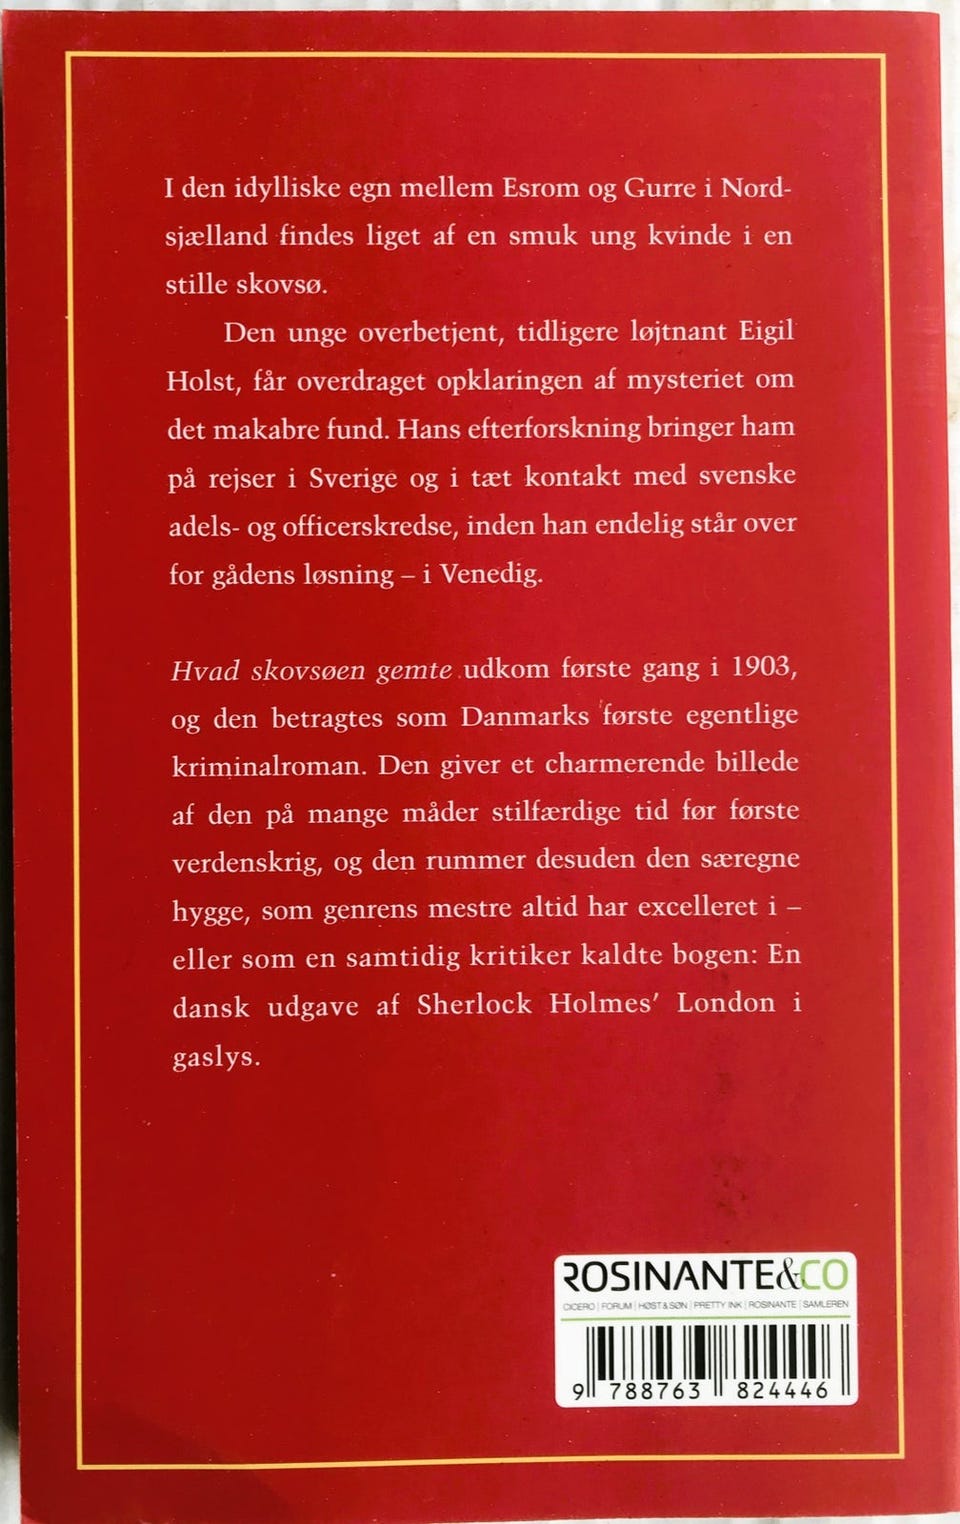 I den idylliske egn mellem Esrom og Gurre i Nord-
sjælland findes liget af en smuk ung kvinde i en
stille skovsø.
Den unge overbetjent, tidligere løjtnant Eigil
Holst, får overdraget opklaringen af mysteriet om
det makabre fund. Hans efterforskning bringer ham
på rejser i Sverige og i tæt kontakt med svenske
adels- og officerskredse, inden han endelig står over
for gådens løsning – i Venedig.
Hvad skovsøen gemte udkom første gang i 1903,
og den betragtes som Danmarks første egentlige
kriminalroman. Den giver et charmerende billede
af den på mange måder stilfærdige tid før første
verdenskrig, og den rummer desuden den særegne
hygge, som genrens mestre altid har excelleret i –
eller som en samtidig kritiker kaldte bogen: En
dansk udgave af Sherlock Holmes’ London i
gaslys.
ROSINANTE&CO
CICERO | FORUM | HØST & SØN | PRETTY INK | ROSINANTE | SAMLEREN
9 788763 824446